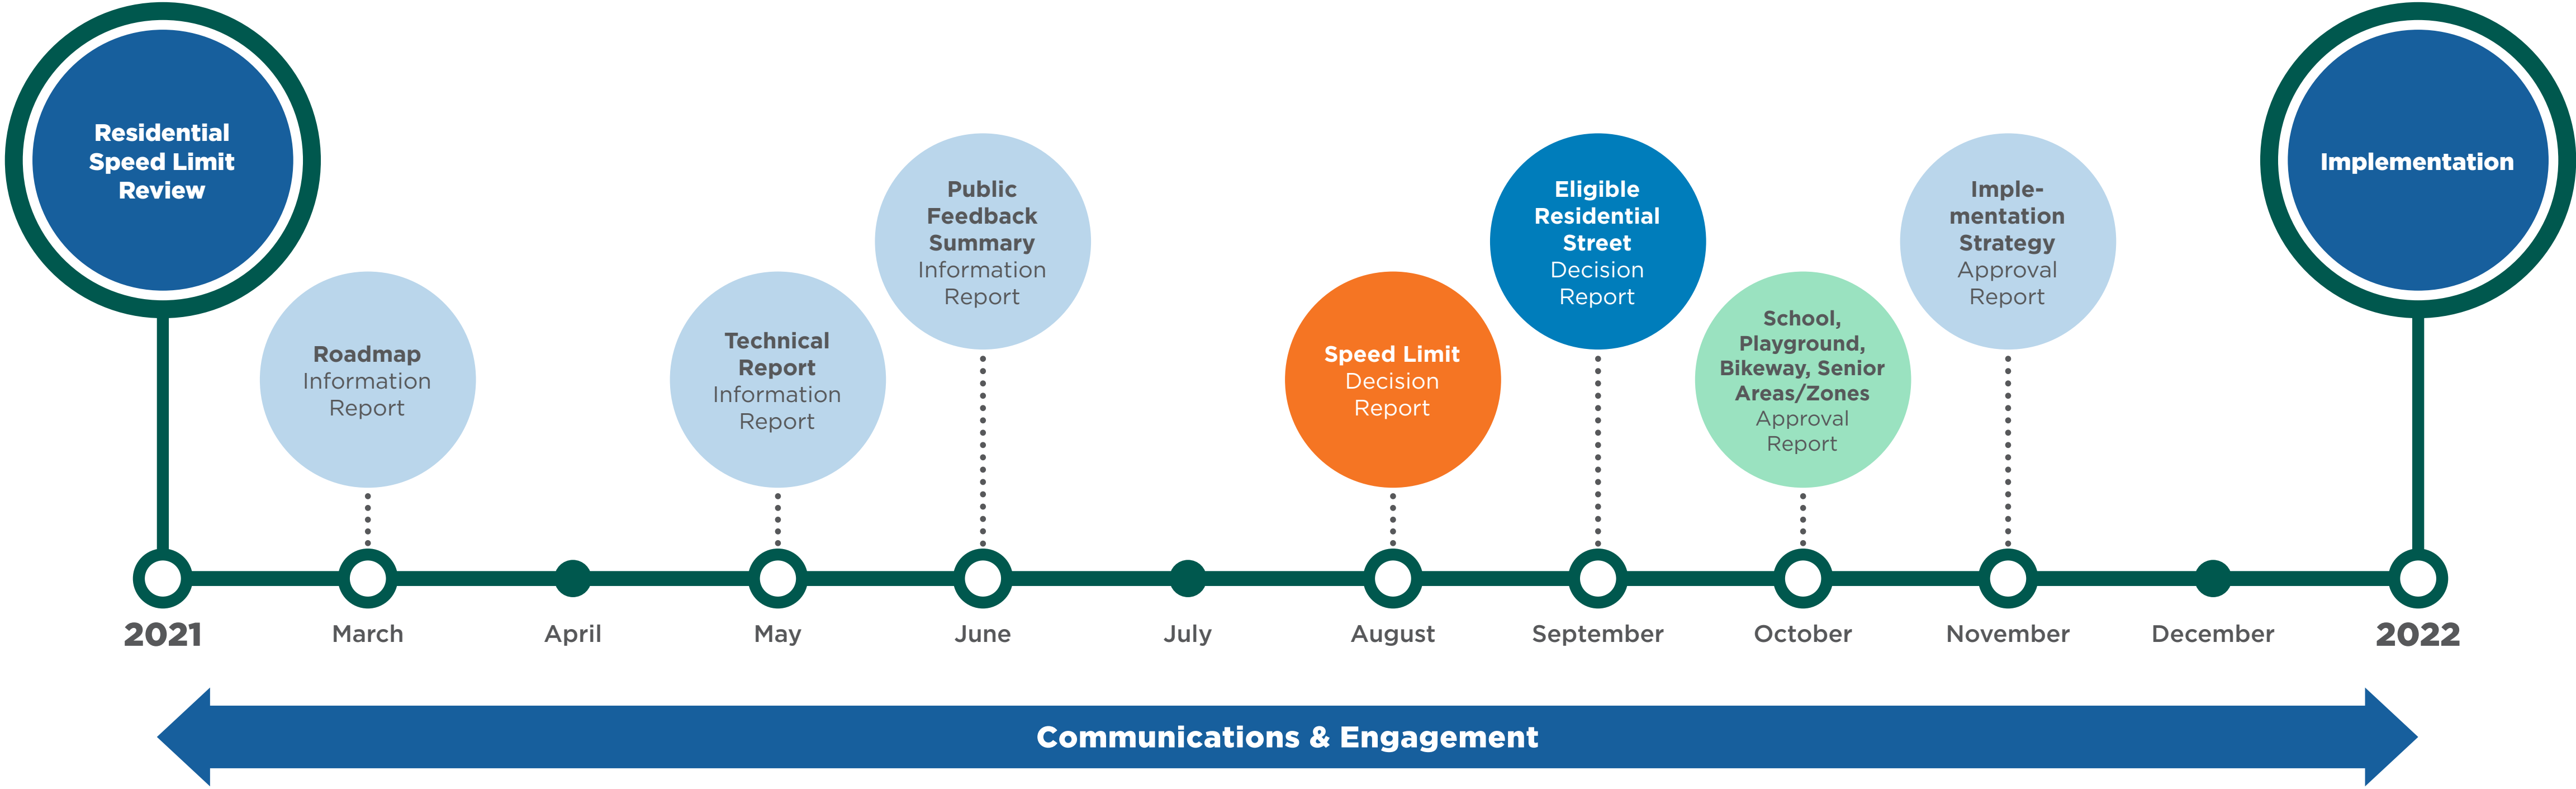 Residential
Speed Limit
Review
Roadmap
Information
Report
Technical
Report
Information
Report
Public
Feedback
Summary
Information
Report
Speed Limit
Decision
Report
Eligible
Residential
Street
Decision
Report
School,
Playground,
Bikeway, Senior
Areas/Zones
Approval
Report
Imple-
mentation
Strategy
Approval
Report
Implementation
2021
March
April
May
June
July
August
September
October
November
December
2022
Communications & Engagement